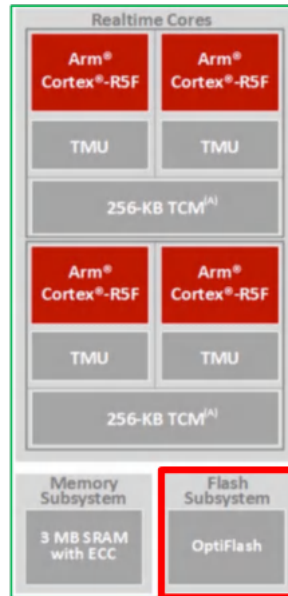 Realtime Cores
Arm® Arm®
Cortex®-R5F Cortex®-R5F
TMU TMU
256-KB TCM(A)
Arm® Arm®
Cortex®-R5F Cortex®-R5F
TMU TMU
256-KB TCM(A)
Memory Flash
Subsystem Subsystem
3 MB SRAM
with ECC
OptiFlash